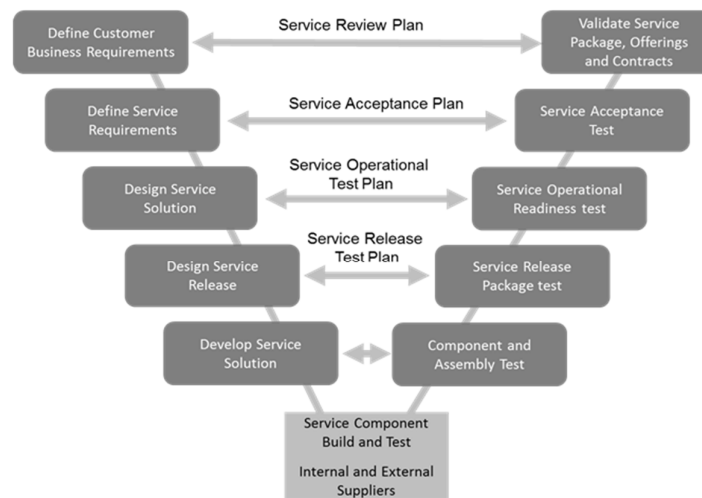 Define Customer
Business Requirements
Service Review Plan
Validate Service
Package, Offerings
and Contracts
Define Service
Requirements
Service Acceptance Plan
Service Acceptance
Test
Design Service
Solution
Service Operational
Test Plan
Service Operational
Readiness test
Design Service
Release
Service Release
Test Plan
Service Release
Package test
Develop Service
Solution
Component and
Assembly Test
Service Component
Build and Test
Internal and External
Suppliers